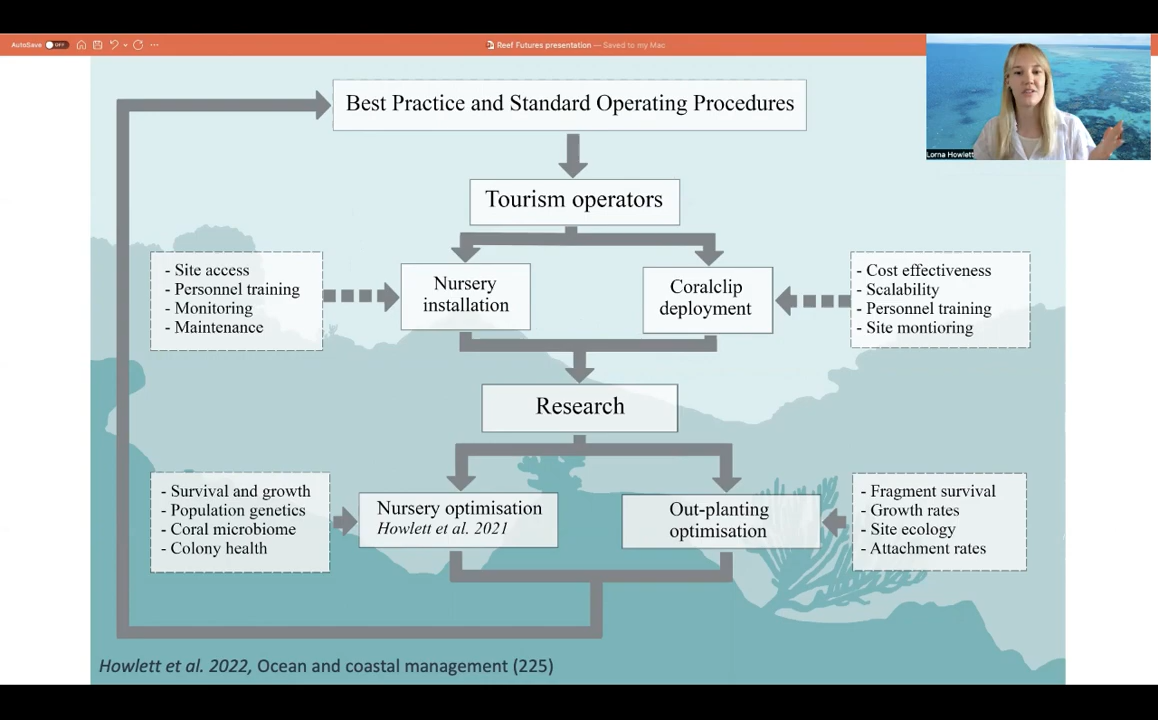 AutoSave OFF
Reef Futures presentation — Saved to my Mac
Lorna Howlett
Best Practice and Standard Operating Procedures
Tourism operators
- Site access
- Personnel training
- Monitoring
- Maintenance
Nursery
installation
Coralclip
deployment
- Cost effectiveness
- Scalability
- Personnel training
- Site montioring
Research
- Survival and growth
- Population genetics
- Coral microbiome
- Colony health
Nursery optimisation
Howlett et al. 2021
Out-planting
optimisation
- Fragment survival
- Growth rates
- Site ecology
- Attachment rates
Howlett et al. 2022, Ocean and coastal management (225)